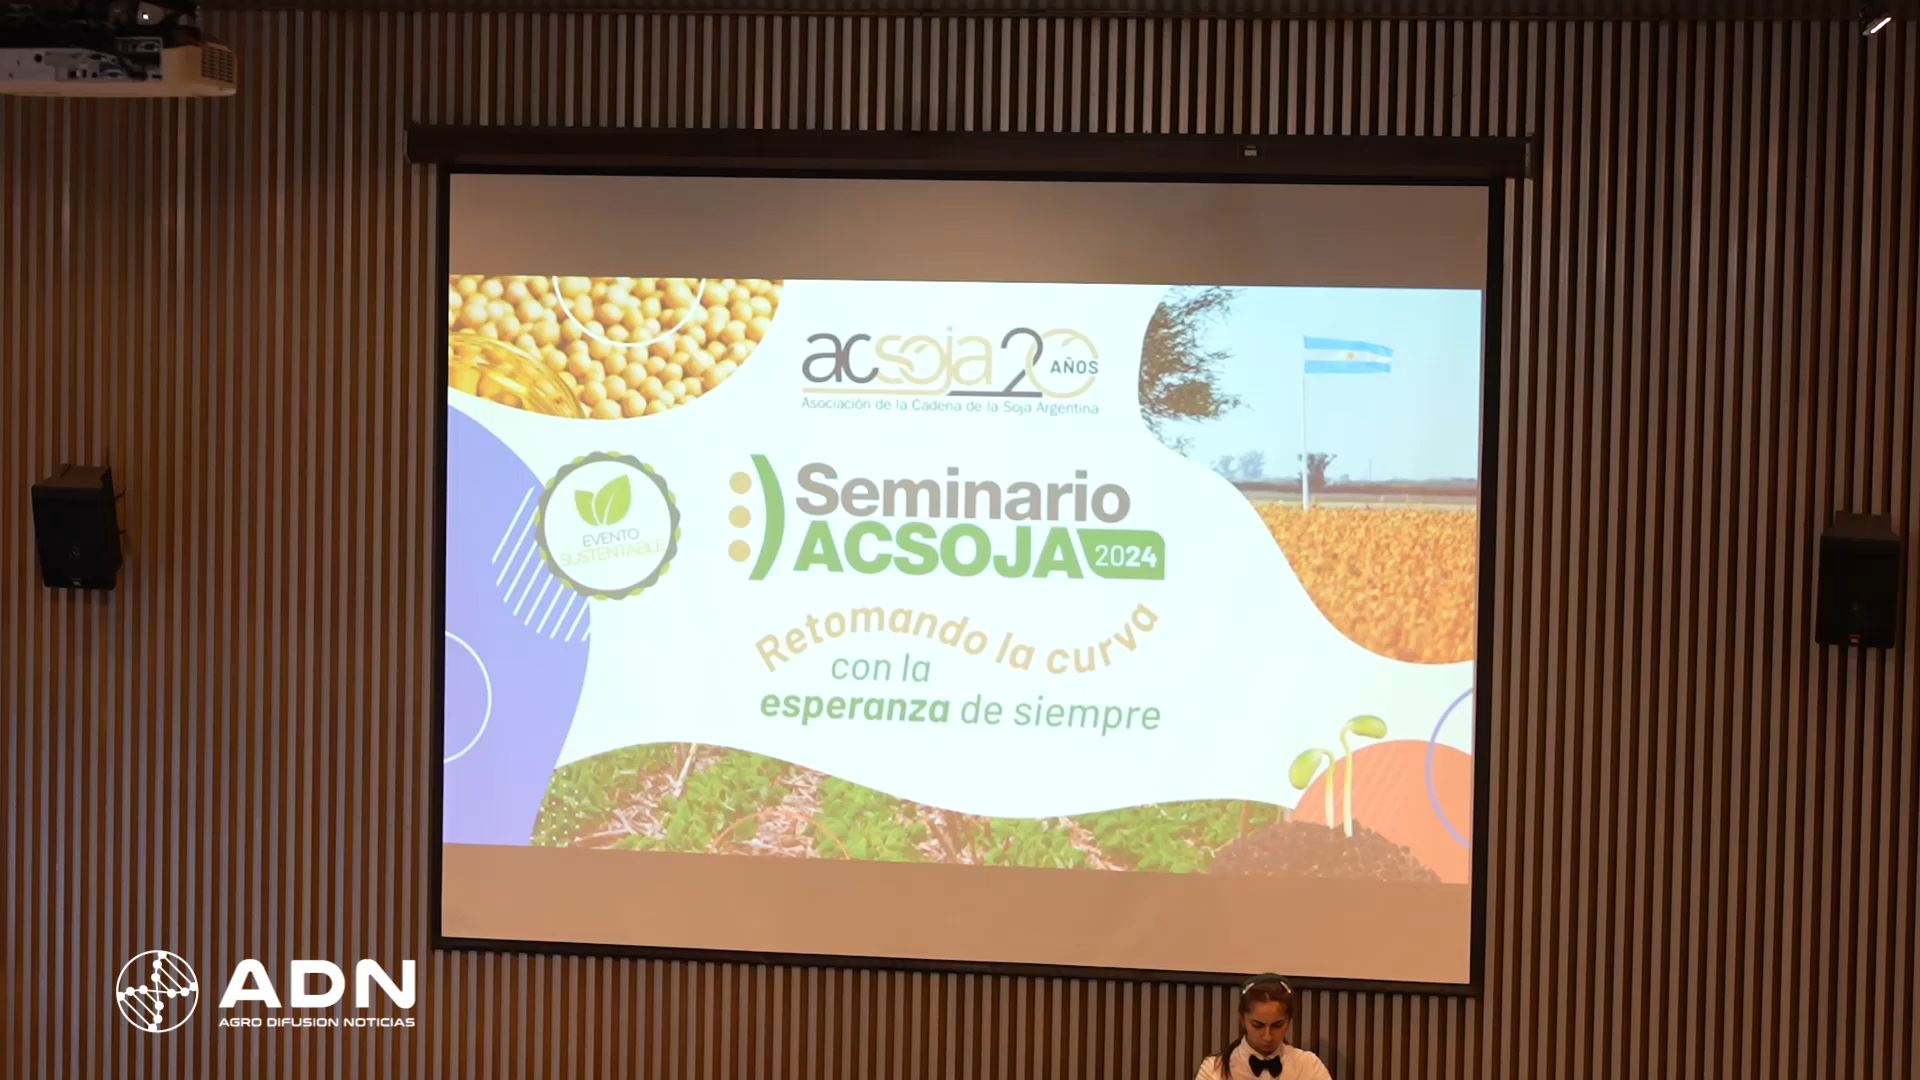 acsoja 20 AÑOS
Asociación de la Cadena de la Soja Argentina
EVENTO
SUSTENTABLE
Seminario
ACSOJA 2024
Retomando la curva
con la
esperanza de siempre
ADN
AGRO DIFUSION NOTICIAS